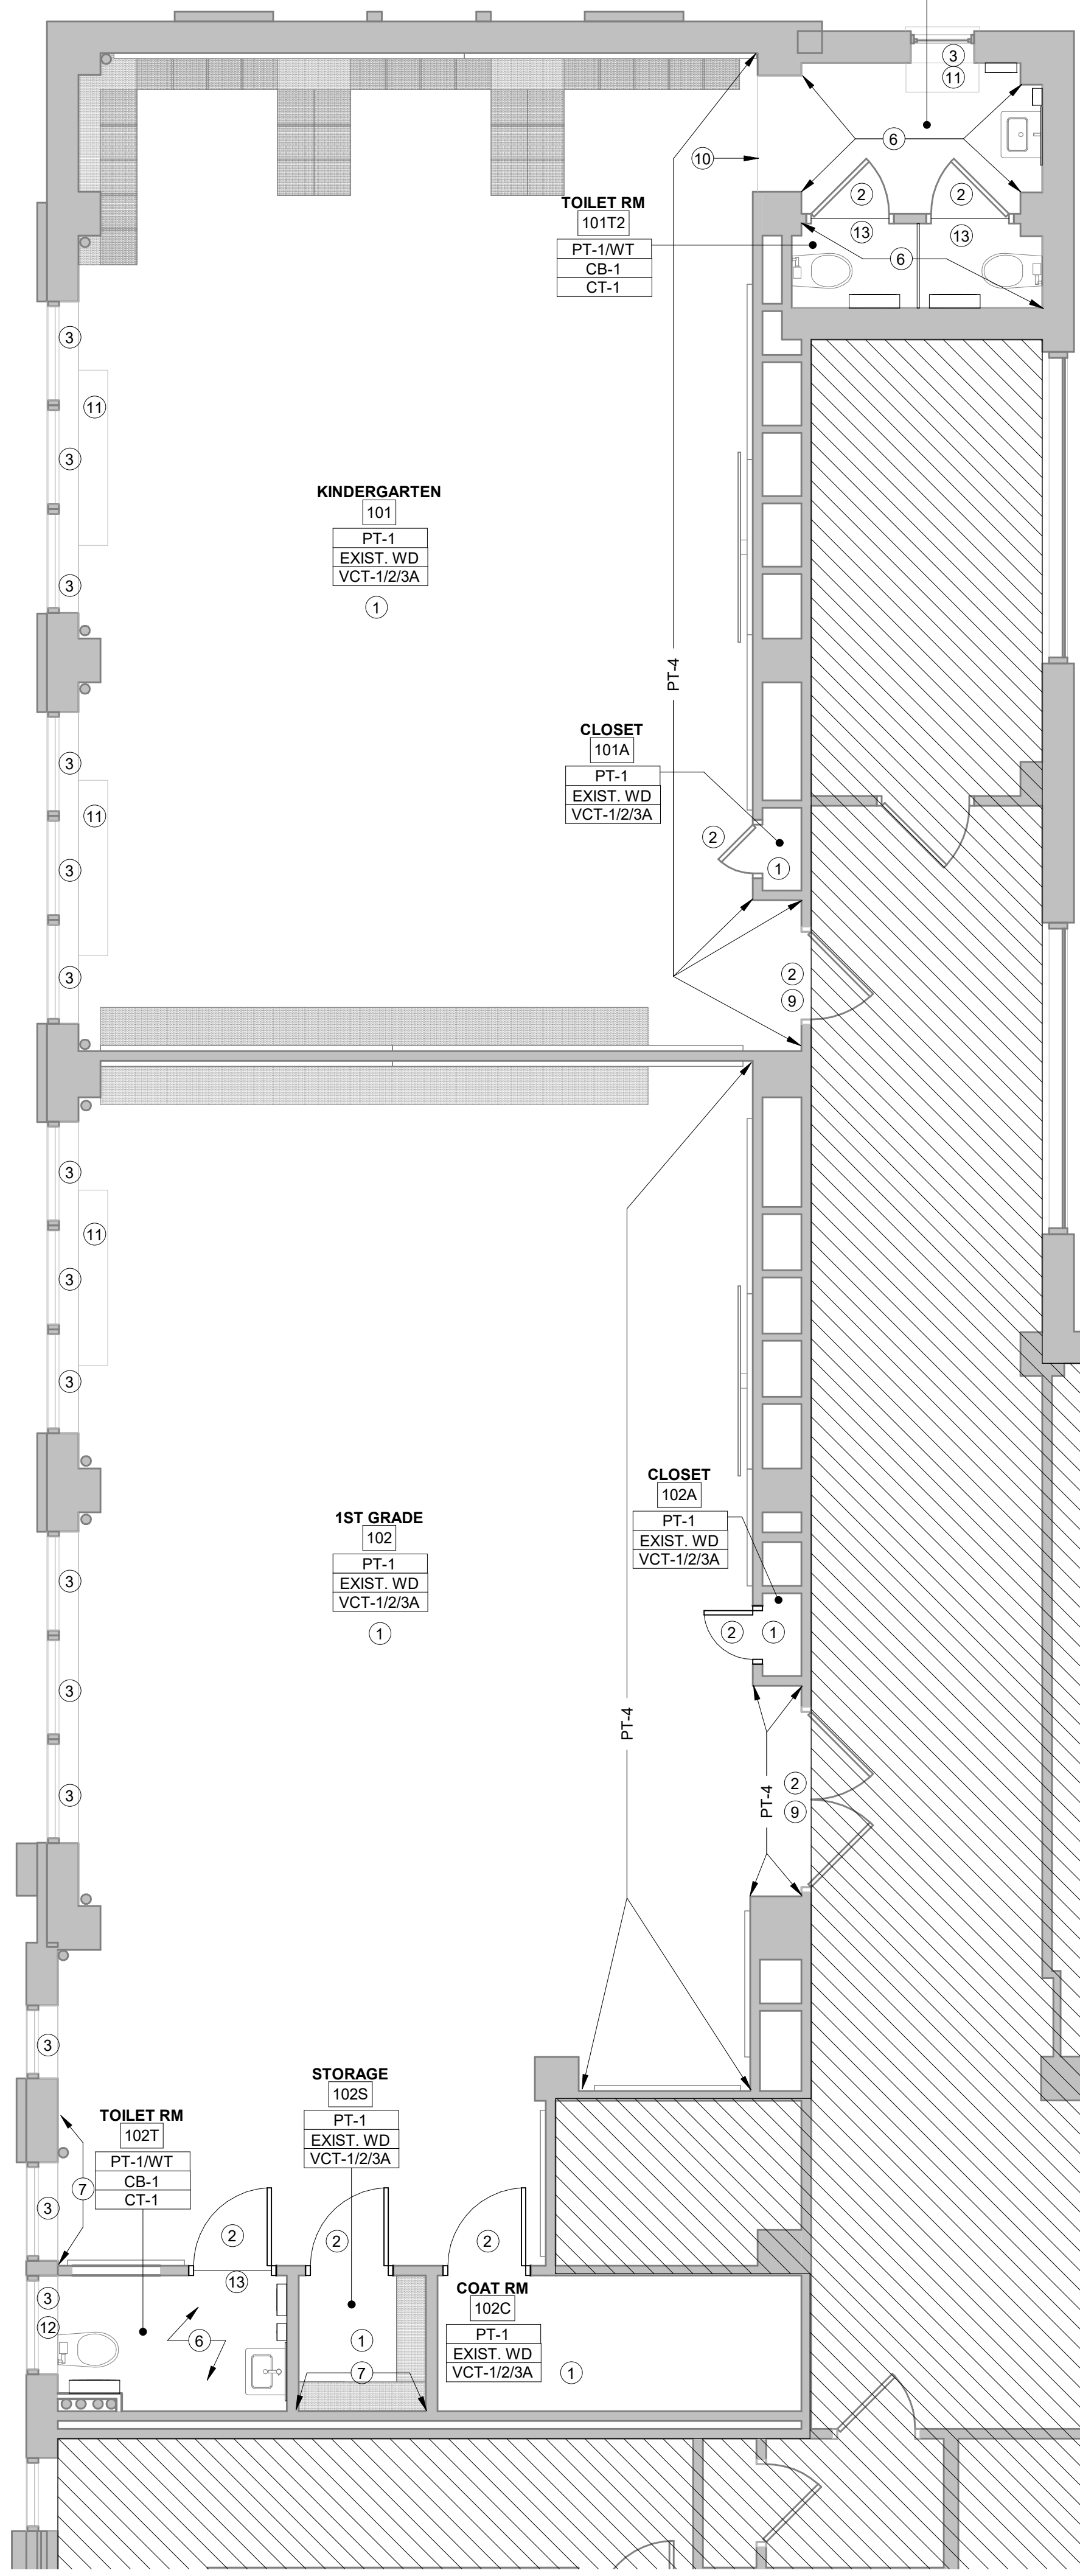 3
11
6
10
TOILET RM
101T2
PT-1/WT
CB-1
CT-1
2
2
13
13
6
3
11
3
KINDERGARTEN
101
PT-1
EXIST. WD
VCT-1/2/3A
1
3
PT-4
CLOSET
101A
PT-1
EXIST. WD
VCT-1/2/3A
3
11
2
1
3
3
2
9
3
11
3
3
CLOSET
102A
PT-1
EXIST. WD
VCT-1/2/3A
1ST GRADE
102
PT-1
EXIST. WD
VCT-1/2/3A
1
3
2
1
3
PT-4
PT-4
2
9
3
3
STORAGE
102S
PT-1
EXIST. WD
VCT-1/2/3A
TOILET RM
102T
PT-1/WT
CB-1
CT-1
7
3
2
2
2
13
3
12
6
COAT RM
102C
PT-1
EXIST. WD
VCT-1/2/3A
1
7
1